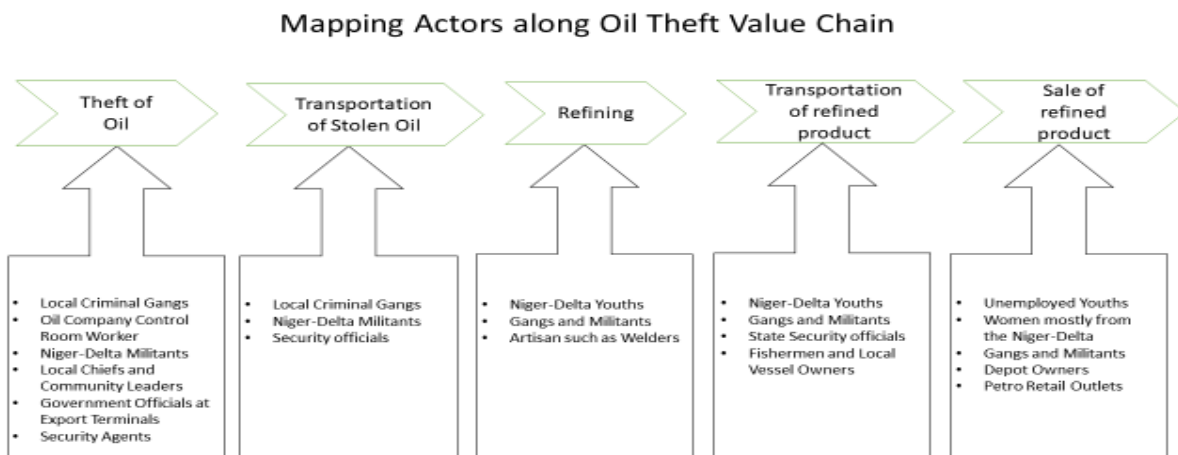 Mapping Actors along Oil Theft Value Chain
Theft of
Oil
Transportation
of Stolen Oil
Refining
Transportation
of refined
product
Sale of
refined
product
• Local Criminal Gangs
• Oil Company Control
Room Worker
• Niger-Delta Militants
• Local Chiefs and
Community Leaders
• Government Officials at
Export Terminals
• Security Agents
• Local Criminal Gangs
• Niger-Delta Militants
• Security officials
• Niger-Delta Youths
• Gangs and Militants
• Artisan such as Welders
• Niger-Delta Youths
• Gangs and Militants
• State Security officials
• Fishermen and Local
Vessel Owners
• Unemployed Youths
• Women mostly from
the Niger-Delta
• Gangs and Militants
• Depot Owners
• Petro Retail Outlets